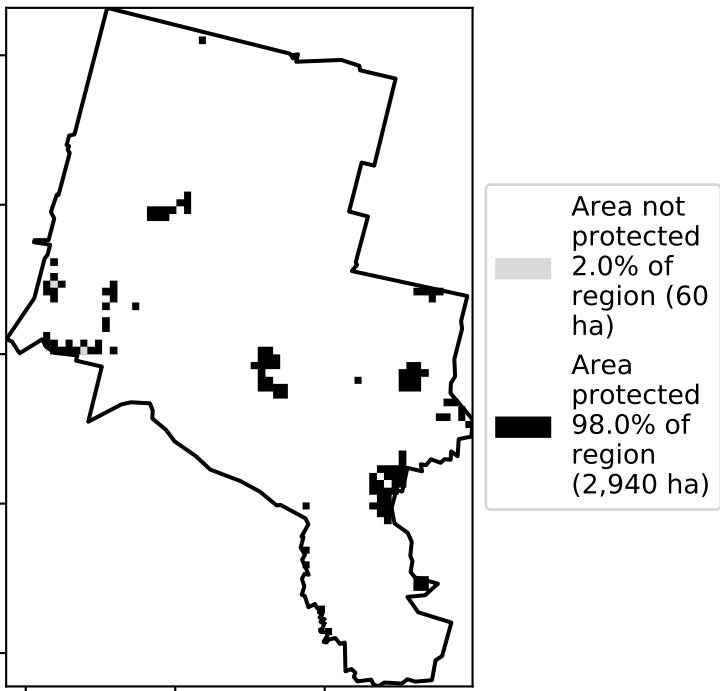 Area not
protected
2.0% of
region (60
ha)
Area
protected
98.0% of
region
(2,940 ha)